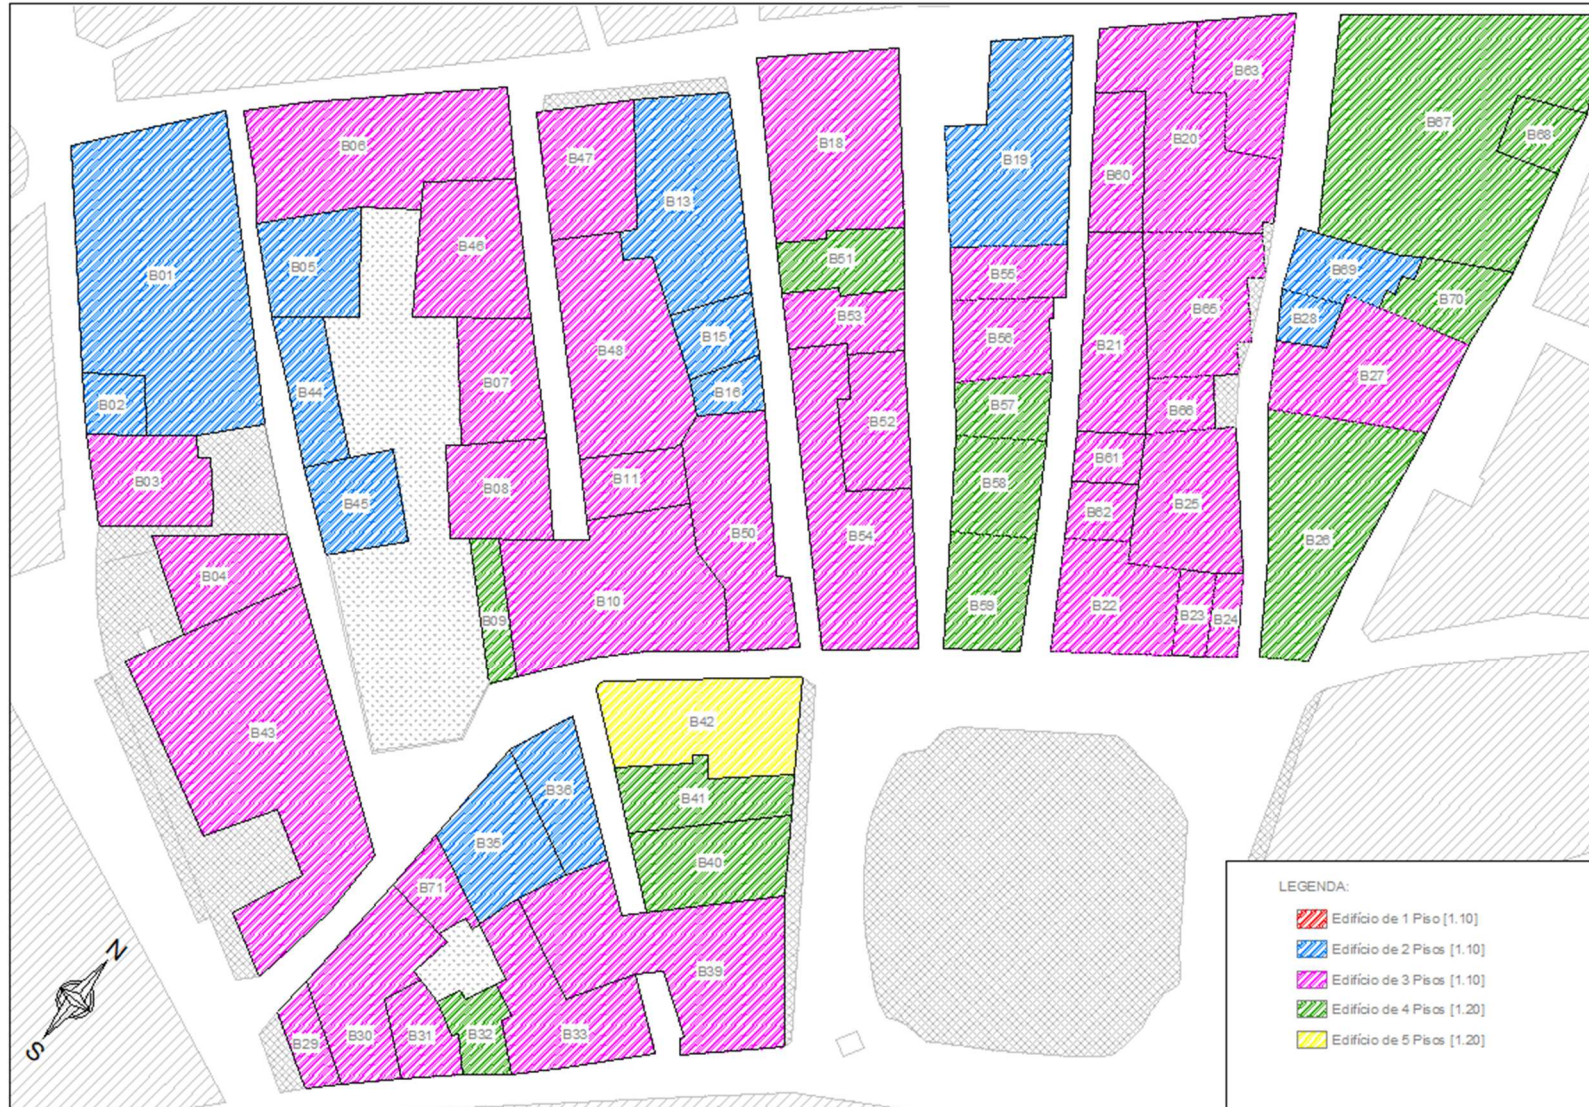 B63
B67
B68
B06
B47
B18
B19
B20
B60
B13
B46
B01
B05
B51
B69
B70
B55
B65
B28
B53
B15
B48
B56
B21
B07
B27
B16
B02
B44
B57
B66
B52
B03
B11
B08
B61
B45
B58
B25
B62
B50
B54
B26
B04
B10
B59
B22
B23
B24
B09
B43
B42
B36
B41
B35
B40
B71
B39
B29
B30
B31
B32
B33
N
S
LEGENDA:
Edifício de 1 Piso [1.10]
Edifício de 2 Pisos [1.10]
Edifício de 3 Pisos [1.10]
Edifício de 4 Pisos [1.20]
Edifício de 5 Pisos [1.20]